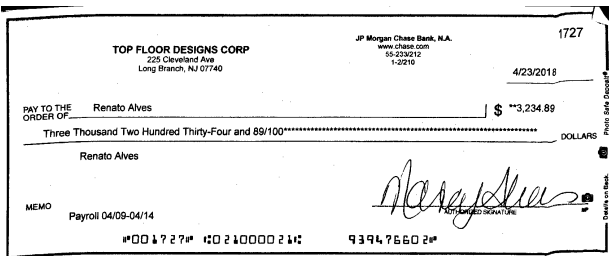 1727
TOP FLOOR DESIGNS CORP
225 Cleveland Ave
Long Branch, NJ 07740
JP Morgan Chase Bank, N.A.
www.chase.com
55-233/212
1-2/210
4/23/2018
PAY TO THE ORDER OF Renato Alves $ **3,234.89
Three Thousand Two Hundred Thirty-Four and 89/100****************************************************************** DOLLARS
Renato Alves
MEMO
Payroll 04/09-04/14
AUTHORIZED SIGNATURE
⑈001727⑈ ⑆021000021⑆ 939476602⑈
Photo Safe Deposit®
Details on Back.